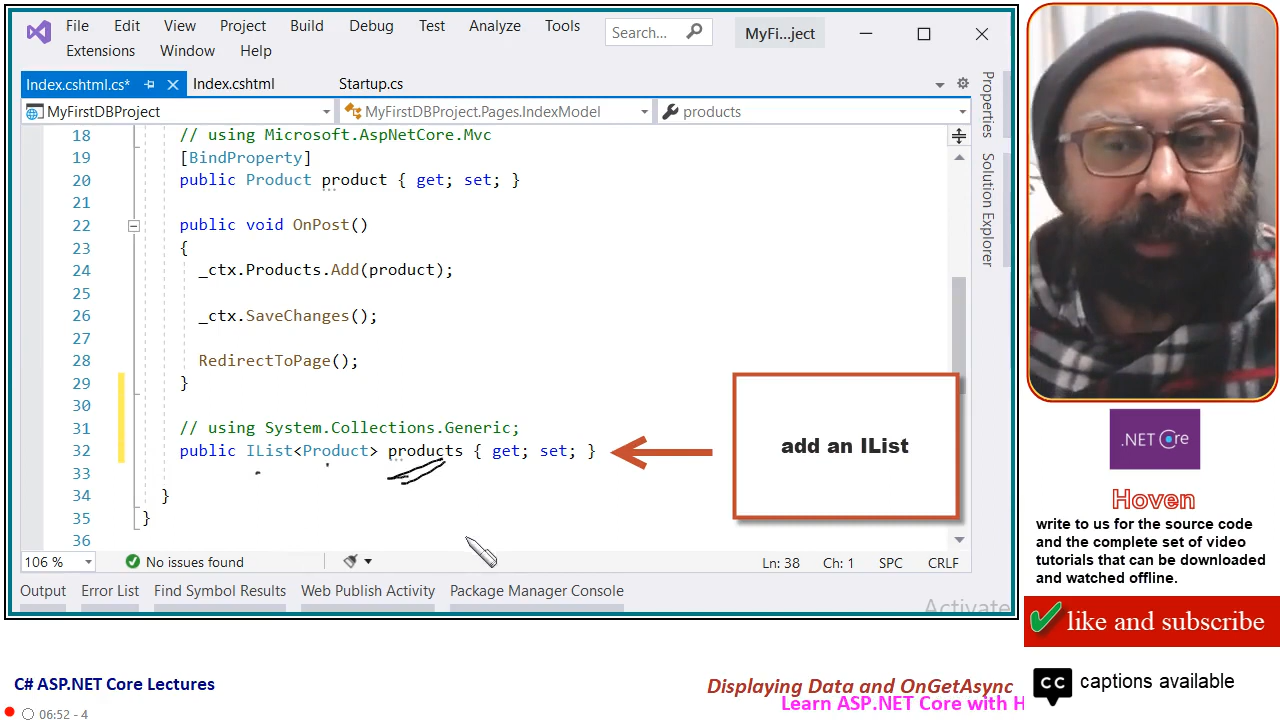 File Edit View Project Build Debug Test Analyze Tools Search... MyFi...ject
Extensions Window Help
Index.cshtml.cs* Index.cshtml Startup.cs
MyFirstDBProject MyFirstDBProject.Pages.IndexModel products
18 // using Microsoft.AspNetCore.Mvc
19 [BindProperty]
20 public Product product { get; set; }
21
22 public void OnPost()
23 {
24 _ctx.Products.Add(product);
25
26 _ctx.SaveChanges();
27
28 RedirectToPage();
29 }
30
31 // using System.Collections.Generic;
32 public IList<Product> products { get; set; }
33
34 }
35 }
36
add an IList
106 % No issues found Ln: 38 Ch: 1 SPC CRLF
Output Error List Find Symbol Results Web Publish Activity Package Manager Console
Activate
Properties
Solution Explorer
.NET Core
Hoven
write to us for the source code
and the complete set of video
tutorials that can be downloaded
and watched offline.
like and subscribe
CC captions available
C# ASP.NET Core Lectures
Displaying Data and OnGetAsync
Learn ASP.NET Core with H
06:52 - 4